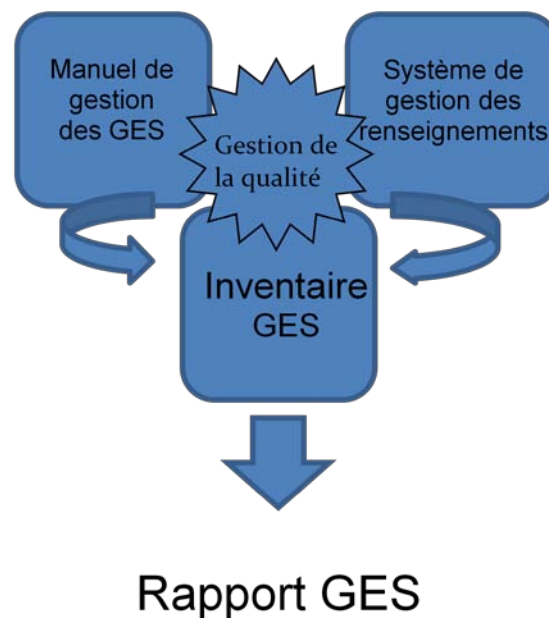 Manuel de
gestion
des GES
Système de
gestion des
renseignements
Gestion de
la qualité
Inventaire
GES
Rapport GES